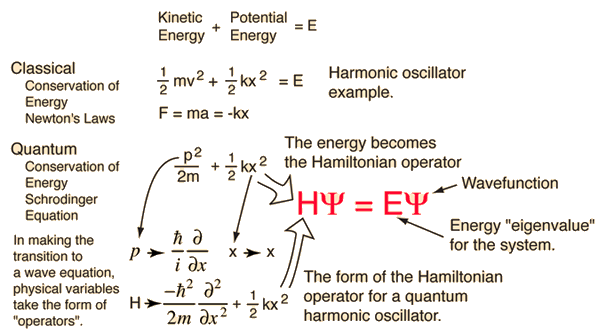 Kinetic Energy + Potential Energy = E
Classical
Conservation of
Energy
Newton's Laws
½ mv² + ½ kx² = E
F = ma = -kx
Harmonic oscillator
example.
Quantum
Conservation of
Energy
Schrodinger
Equation
p²/2m + ½ kx²
The energy becomes
the Hamiltonian operator
HΨ = EΨ
Wavefunction
Energy "eigenvalue"
for the system.
In making the
transition to
a wave equation,
physical variables
take the form of
"operators".
p → ħ/i ∂/∂x
x → x
H → -ħ²/2m ∂²/∂x² + ½ kx²
The form of the Hamiltonian
operator for a quantum
harmonic oscillator.